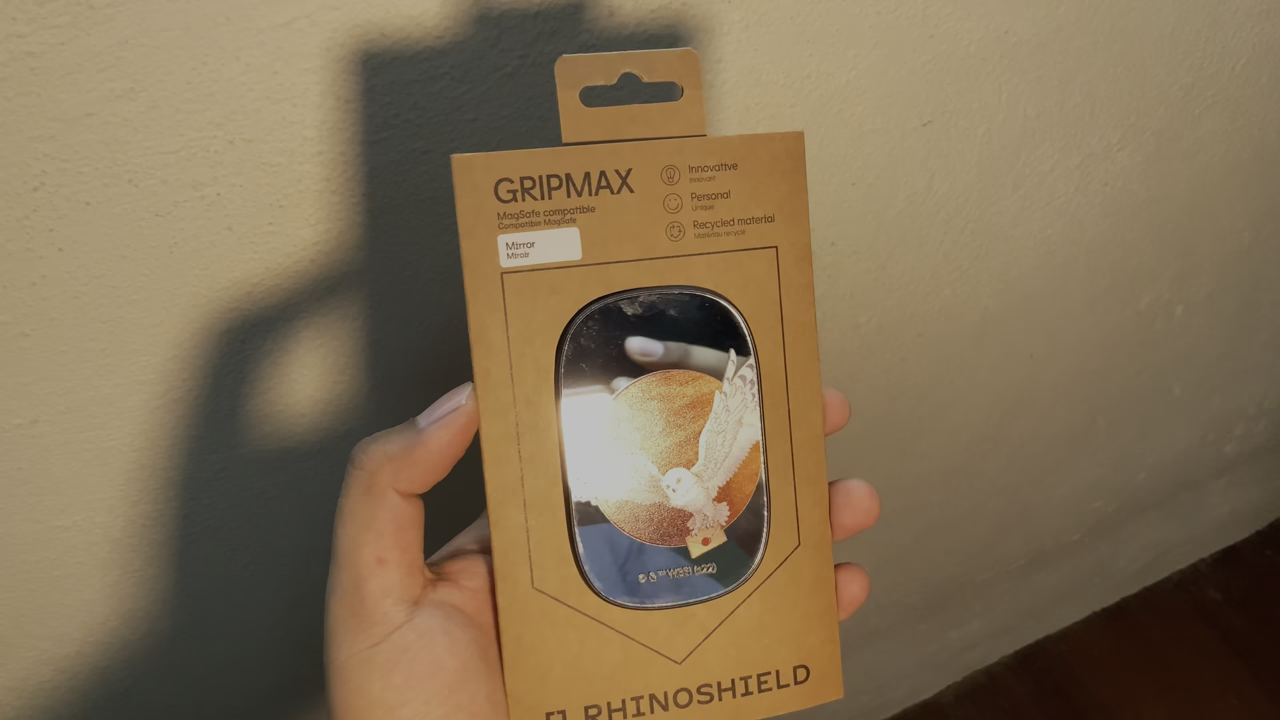 GRIPMAX
MagSafe compatible
Compatible MagSafe
Mirror
Miroir
Innovative
Innovant
Personal
Unique
Recycled material
Matériau recyclé
RHINOSHIELD